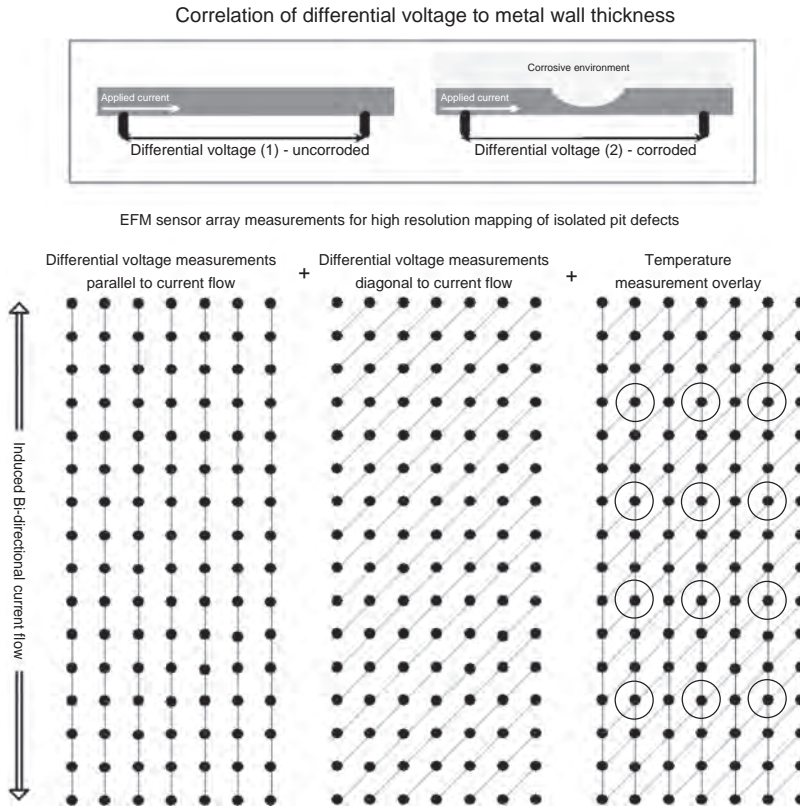 Correlation of differential voltage to metal wall thickness
Corrosive environment
Applied current
Applied current
Differential voltage (1) - uncorroded
Differential voltage (2) - corroded
EFM sensor array measurements for high resolution mapping of isolated pit defects
Differential voltage measurements
parallel to current flow
+
Differential voltage measurements
diagonal to current flow
+
Temperature
measurement overlay
Induced Bi-directional current flow